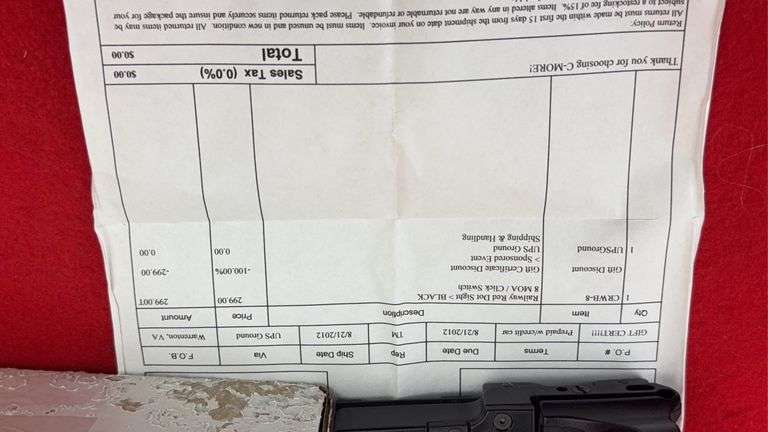 P.O. # Terms Due Date Rep Ship Date Via F.O.B.
GIFT CERT!!!! Prepaid w/credit car 8/21/2012 TM 8/21/2012 UPS Ground Warrenton, VA
Qty Item Description Price Amount
1 CRWB-8 Railway Red Dot Sight > BLACK 299.00 299.00T
8 MOA / Click Switch
Gift Discount Gift Certificate Discount -100.00% -299.00
> Sponsored Event
1 UPSGround UPS Ground 0.00 0.00
Shipping & Handling
Thank you for choosing C-MORE!
Sales Tax (0.0%) $0.00
Total $0.00
Return Policy:
All returns must be made within the first 15 days from the shipment date on your invoice. Items must be unused and in new condition. All returned items may be
subject to a restocking fee of 15%. Items altered in any way are not returnable or refundable. Please pack returned items securely and insure the package for your